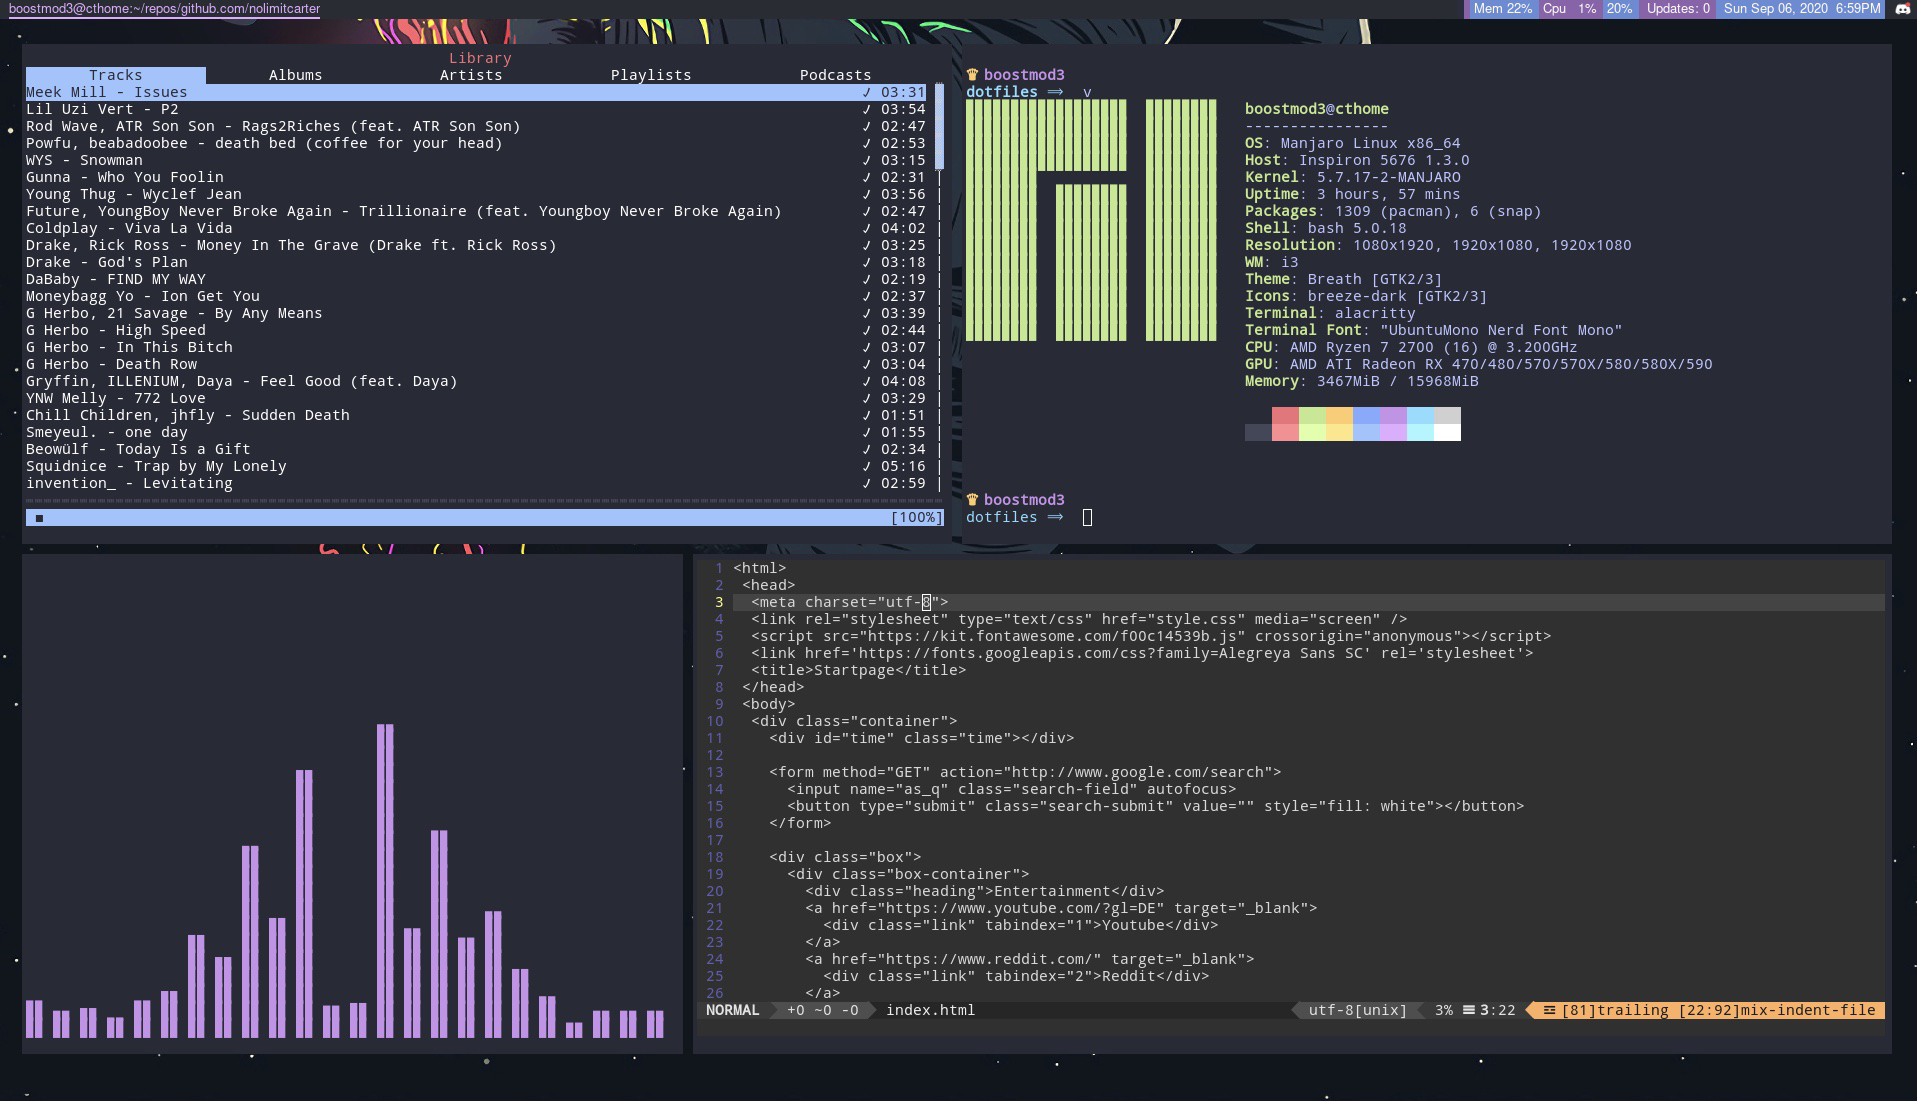 boostmod3@cthome:~/repos/github.com/nolimitcarter
Mem 22% Cpu 1% 20% Updates: 0 Sun Sep 06, 2020 6:59PM
Library
Tracks Albums Artists Playlists Podcasts
Meek Mill - Issues ✓ 03:31
Lil Uzi Vert - P2 ✓ 03:54
Rod Wave, ATR Son Son - Rags2Riches (feat. ATR Son Son) ✓ 02:47
Powfu, beabadoobee - death bed (coffee for your head) ✓ 02:53
WYS - Snowman ✓ 03:15
Gunna - Who You Foolin ✓ 02:31
Young Thug - Wyclef Jean ✓ 03:56
Future, YoungBoy Never Broke Again - Trillionaire (feat. Youngboy Never Broke Again) ✓ 02:47
Coldplay - Viva La Vida ✓ 04:02
Drake, Rick Ross - Money In The Grave (Drake ft. Rick Ross) ✓ 03:25
Drake - God's Plan ✓ 03:18
DaBaby - FIND MY WAY ✓ 02:19
Moneybagg Yo - Ion Get You ✓ 02:37
G Herbo, 21 Savage - By Any Means ✓ 03:39
G Herbo - High Speed ✓ 02:44
G Herbo - In This Bitch ✓ 03:07
G Herbo - Death Row ✓ 03:04
Gryffin, ILLENIUM, Daya - Feel Good (feat. Daya) ✓ 04:08
YNW Melly - 772 Love ✓ 03:29
Chill Children, jhfly - Sudden Death ✓ 01:51
Smeyeul. - one day ✓ 01:55
Beowülf - Today Is a Gift ✓ 02:34
Squidnice - Trap by My Lonely ✓ 05:16
invention_ - Levitating ✓ 02:59
[100%]
boostmod3
dotfiles ⟹ v
boostmod3@cthome
----------------
OS: Manjaro Linux x86_64
Host: Inspiron 5676 1.3.0
Kernel: 5.7.17-2-MANJARO
Uptime: 3 hours, 57 mins
Packages: 1309 (pacman), 6 (snap)
Shell: bash 5.0.18
Resolution: 1080x1920, 1920x1080, 1920x1080
WM: i3
Theme: Breath [GTK2/3]
Icons: breeze-dark [GTK2/3]
Terminal: alacritty
Terminal Font: "UbuntuMono Nerd Font Mono"
CPU: AMD Ryzen 7 2700 (16) @ 3.200GHz
GPU: AMD ATI Radeon RX 470/480/570/570X/580/580X/590
Memory: 3467MiB / 15968MiB
boostmod3
dotfiles ⟹
1 <html>
2 <head>
3 <meta charset="utf-8">
4 <link rel="stylesheet" type="text/css" href="style.css" media="screen" />
5 <script src="https://kit.fontawesome.com/f00c14539b.js" crossorigin="anonymous"></script>
6 <link href='https://fonts.googleapis.com/css?family=Alegreya Sans SC' rel='stylesheet'>
7 <title>Startpage</title>
8 </head>
9 <body>
10 <div class="container">
11 <div id="time" class="time"></div>
12
13 <form method="GET" action="http://www.google.com/search">
14 <input name="as_q" class="search-field" autofocus>
15 <button type="submit" class="search-submit" value="" style="fill: white"></button>
16 </form>
17
18 <div class="box">
19 <div class="box-container">
20 <div class="heading">Entertainment</div>
21 <a href="https://www.youtube.com/?gl=DE" target="_blank">
22 <div class="link" tabindex="1">Youtube</div>
23 </a>
24 <a href="https://www.reddit.com/" target="_blank">
25 <div class="link" tabindex="2">Reddit</div>
26 </a>
NORMAL +0 ~0 -0 index.html utf-8[unix] 3% ☰ 3:22 ☲ [81]trailing [22:92]mix-indent-file